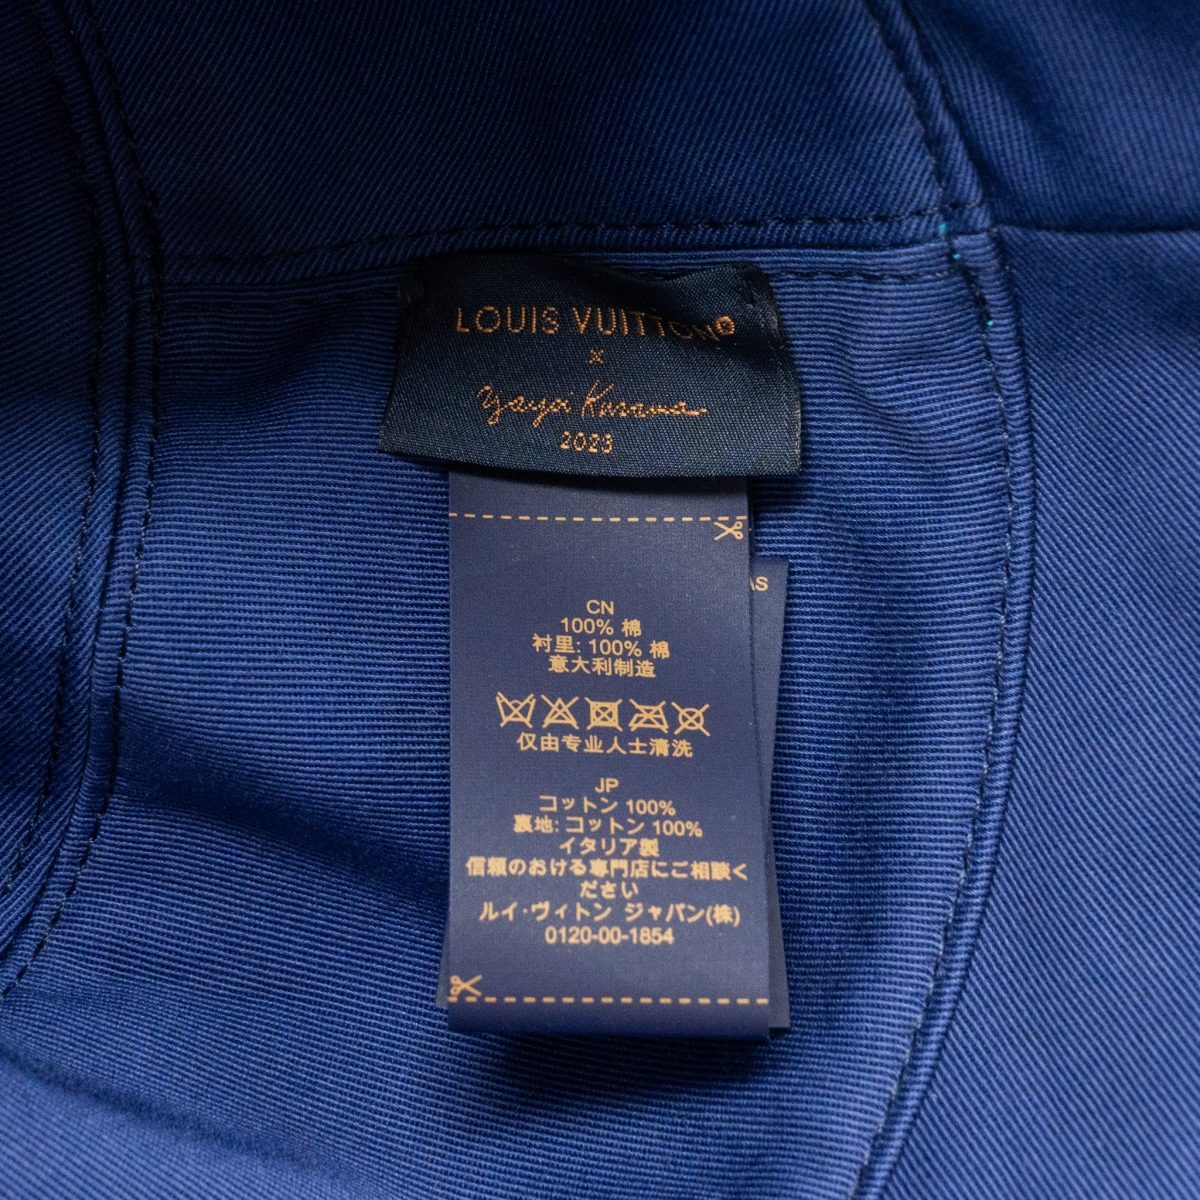 LOUIS VUITTON
×
Yayoi Kusama
2023
AS
CN
100% 棉
衬里: 100% 棉
意大利制造
仅由专业人士清洗
JP
コットン 100%
裏地: コットン 100%
イタリア製
信頼のおける専門店にご相談く
ださい
ルイ・ヴィトン ジャパン(株)
0120-00-1854